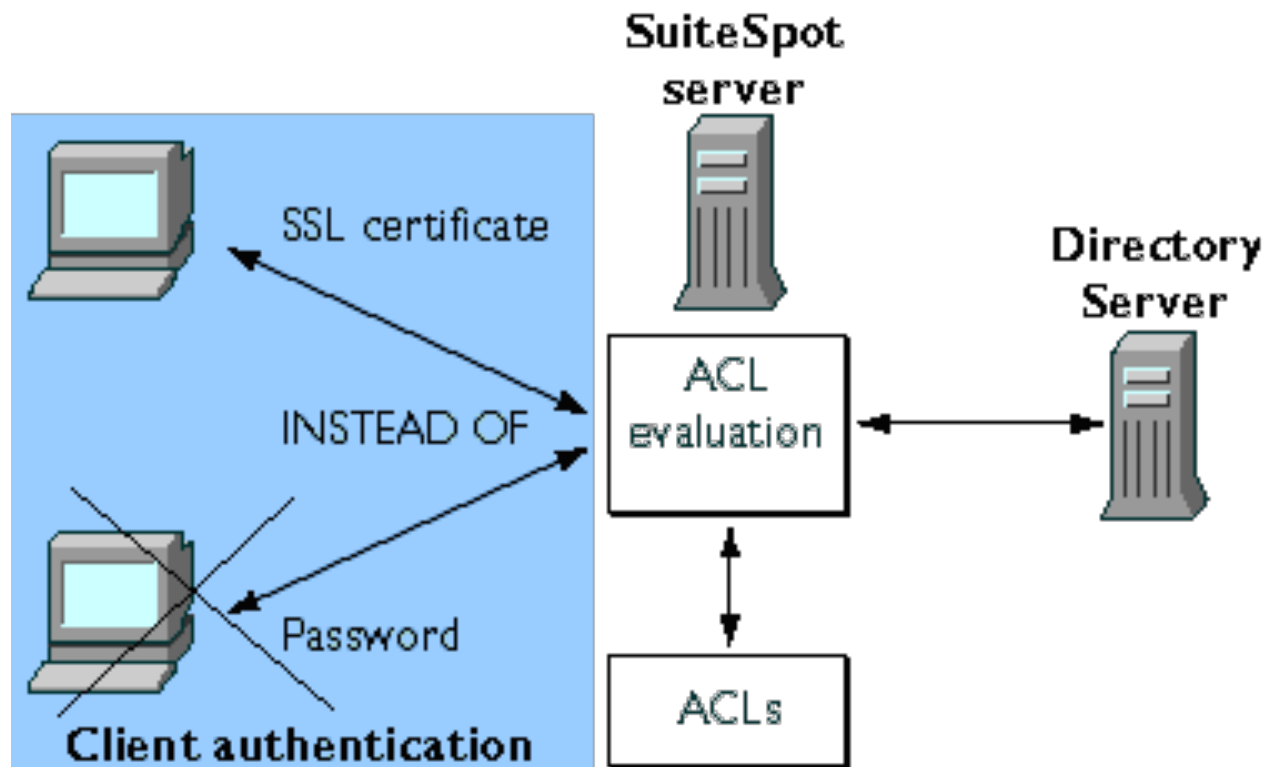 SuiteSpot
server
SSL certificate
Directory
Server
ACL
evaluation
INSTEAD OF
Password
ACLs
Client authentication